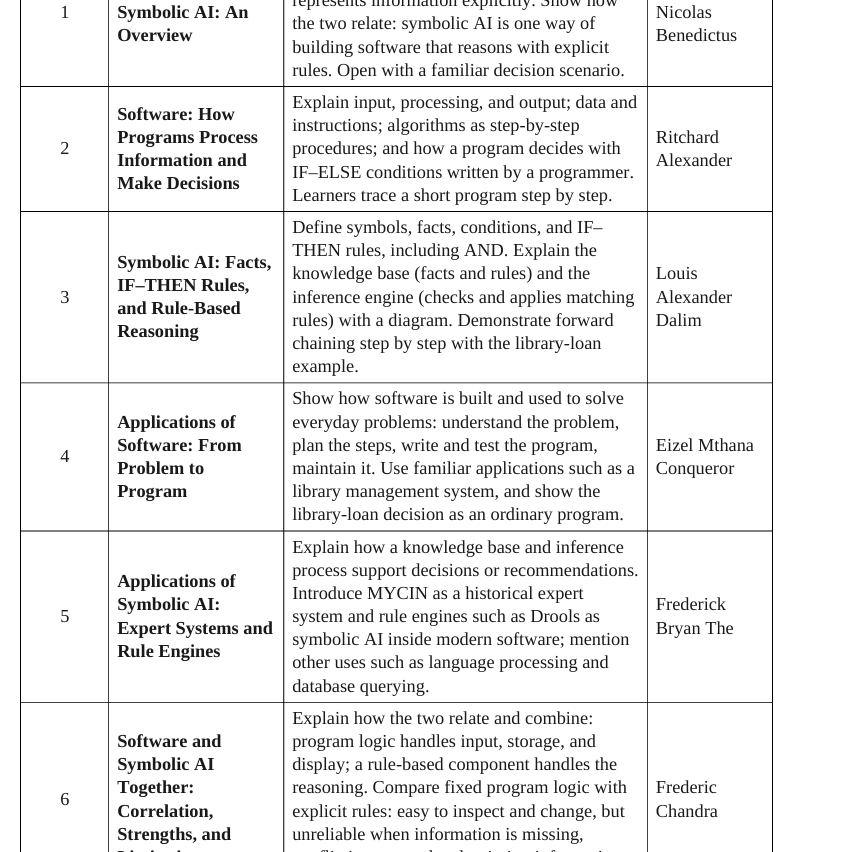 1
Symbolic AI: An
Overview
represents information explicitly. Show how
the two relate: symbolic AI is one way of
building software that reasons with explicit
rules. Open with a familiar decision scenario.
Nicolas
Benedictus
2
Software: How
Programs Process
Information and
Make Decisions
Explain input, processing, and output; data and
instructions; algorithms as step-by-step
procedures; and how a program decides with
IF–ELSE conditions written by a programmer.
Learners trace a short program step by step.
Ritchard
Alexander
3
Symbolic AI: Facts,
IF–THEN Rules,
and Rule-Based
Reasoning
Define symbols, facts, conditions, and IF–
THEN rules, including AND. Explain the
knowledge base (facts and rules) and the
inference engine (checks and applies matching
rules) with a diagram. Demonstrate forward
chaining step by step with the library-loan
example.
Louis
Alexander
Dalim
4
Applications of
Software: From
Problem to
Program
Show how software is built and used to solve
everyday problems: understand the problem,
plan the steps, write and test the program,
maintain it. Use familiar applications such as a
library management system, and show the
library-loan decision as an ordinary program.
Eizel Mthana
Conqueror
5
Applications of
Symbolic AI:
Expert Systems and
Rule Engines
Explain how a knowledge base and inference
process support decisions or recommendations.
Introduce MYCIN as a historical expert
system and rule engines such as Drools as
symbolic AI inside modern software; mention
other uses such as language processing and
database querying.
Frederick
Bryan The
6
Software and
Symbolic AI
Together:
Correlation,
Strengths, and
Explain how the two relate and combine:
program logic handles input, storage, and
display; a rule-based component handles the
reasoning. Compare fixed program logic with
explicit rules: easy to inspect and change, but
unreliable when information is missing,
Frederic
Chandra